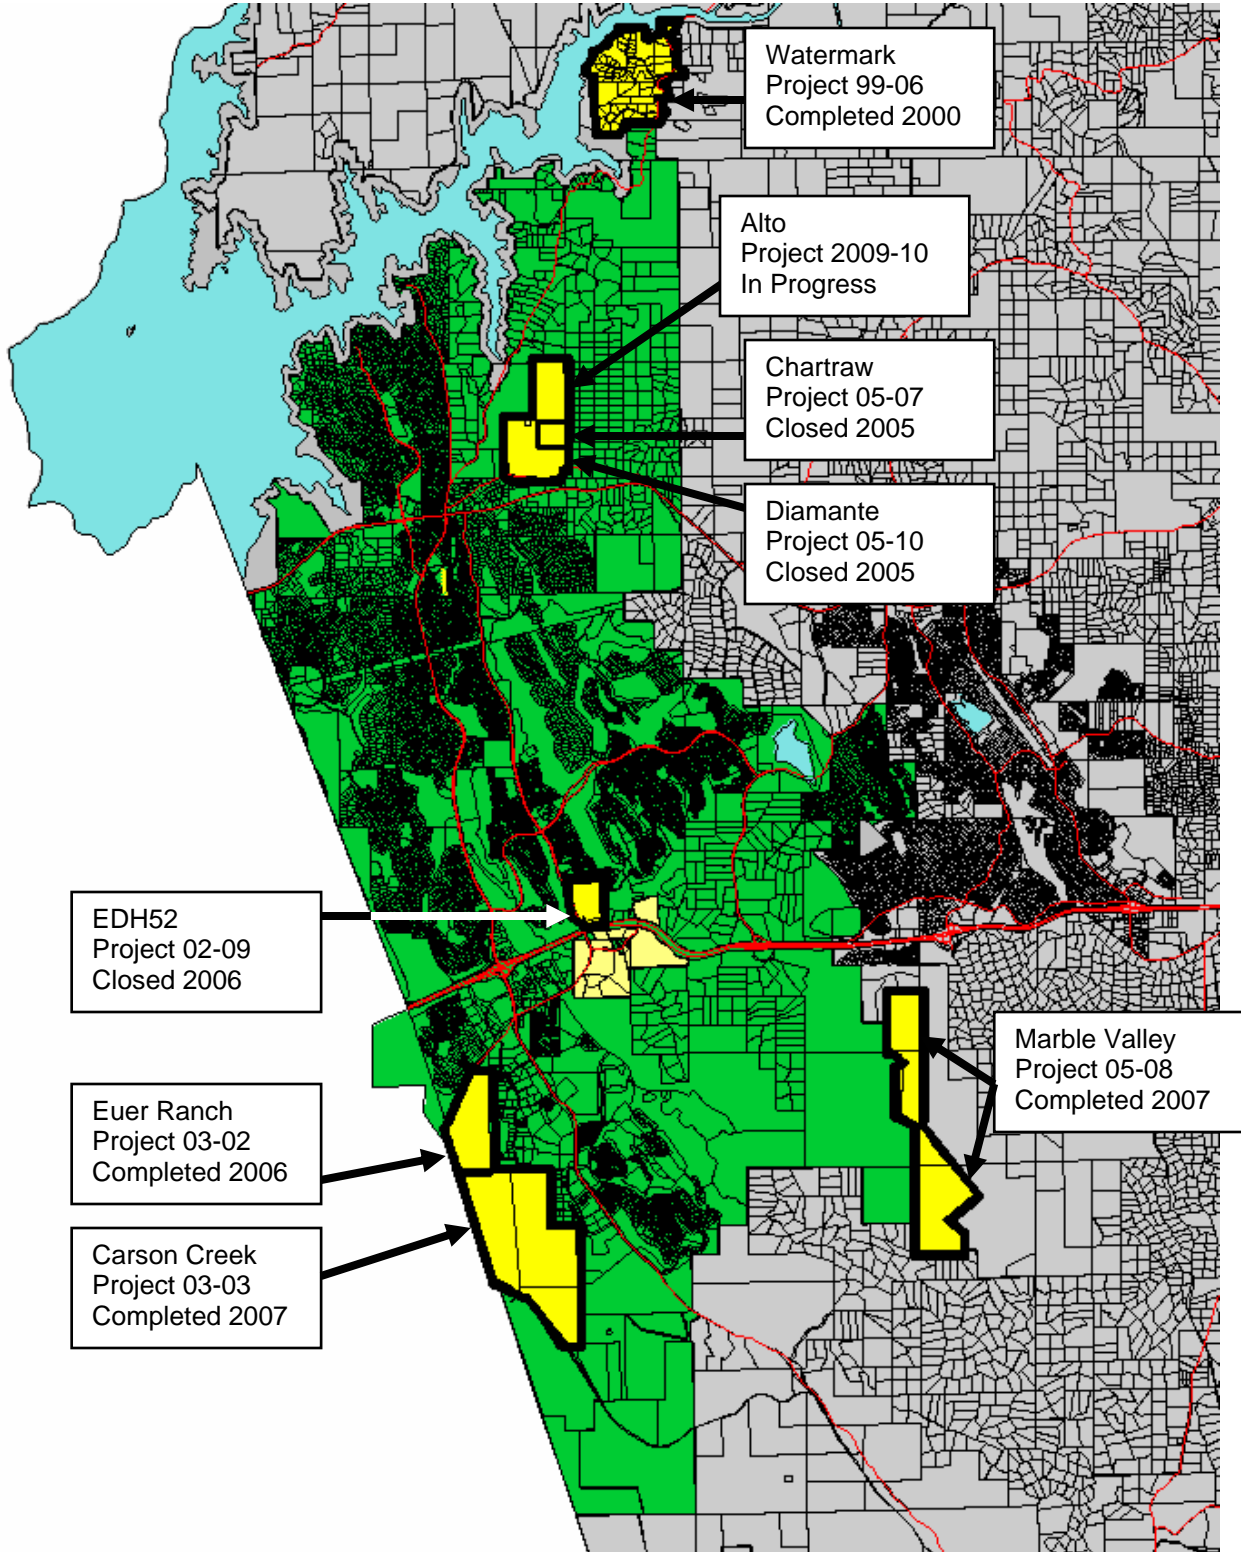 Watermark
Project 99-06
Completed 2000
Alto
Project 2009-10
In Progress
Chartraw
Project 05-07
Closed 2005
Diamante
Project 05-10
Closed 2005
EDH52
Project 02-09
Closed 2006
Marble Valley
Project 05-08
Completed 2007
Euer Ranch
Project 03-02
Completed 2006
Carson Creek
Project 03-03
Completed 2007